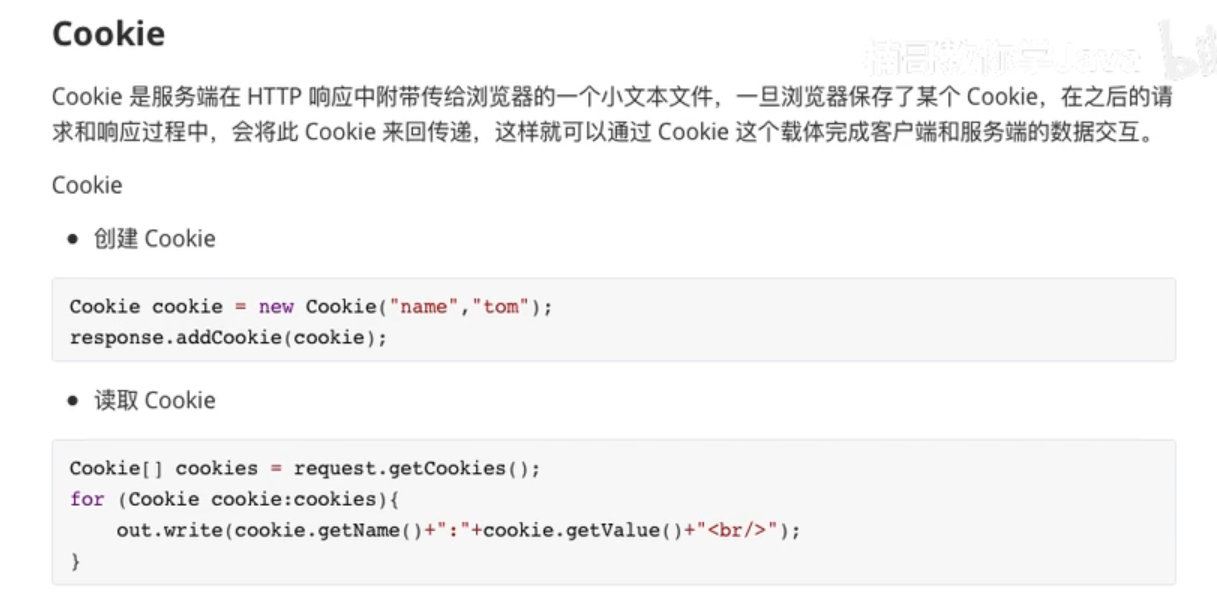 Cookie
楠哥教你学Java
Cookie 是服务端在 HTTP 响应中附带传给浏览器的一个小文本文件，一旦浏览器保存了某个 Cookie，在之后的请
求和响应过程中，会将此 Cookie 来回传递，这样就可以通过 Cookie 这个载体完成客户端和服务端的数据交互。
Cookie
● 创建 Cookie
Cookie cookie = new Cookie("name","tom");
response.addCookie(cookie);
● 读取 Cookie
Cookie[] cookies = request.getCookies();
for (Cookie cookie:cookies){
    out.write(cookie.getName()+":"+cookie.getValue()+"<br/>");
}